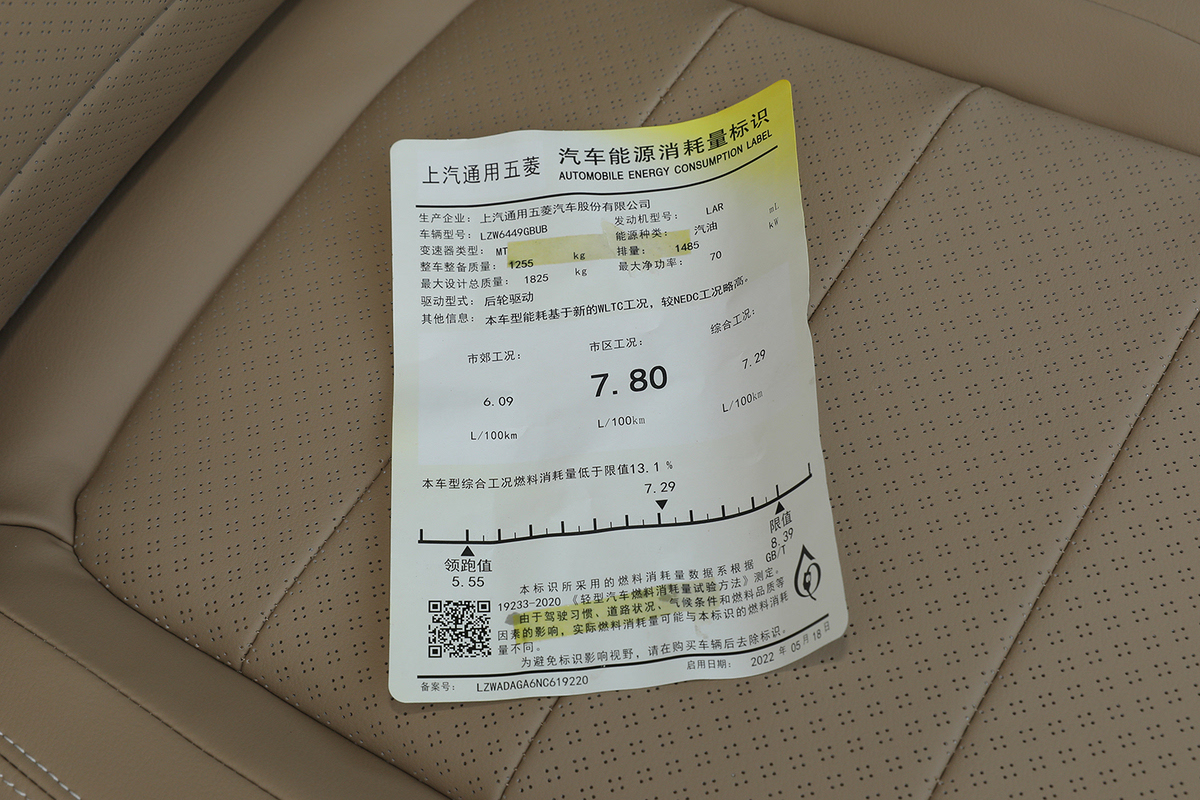 上汽通用五菱 汽车能源消耗量标识
AUTOMOBILE ENERGY CONSUMPTION LABEL
生产企业: 上汽通用五菱汽车股份有限公司
车辆型号: LZW6449GBUB 发动机型号: LAR
变速器类型: MT 能源种类: 汽油
整车整备质量: 1255 kg 排量: 1485 mL
最大设计总质量: 1825 kg 最大净功率: 70 kW
驱动型式: 后轮驱动
其他信息: 本车型能耗基于新的WLTC工况，较NEDC工况略高。
市郊工况: 市区工况: 综合工况:
6.09 7.80 7.29
L/100km L/100km L/100km
本车型综合工况燃料消耗量低于限值13.1 %
7.29
领跑值 限值
5.55 8.39
本标识所采用的燃料消耗量数据系根据 GB/T
19233-2020 《轻型汽车燃料消耗量试验方法》测定。
由于驾驶习惯、道路状况、气候条件和燃料品质等
因素的影响，实际燃料消耗量可能与本标识的燃料消耗
量不同。
为避免标识影响视野，请在购买车辆后去除标识。
备案号: LZWADAGA6NC619220 启用日期: 2022 年 05 月 18 日